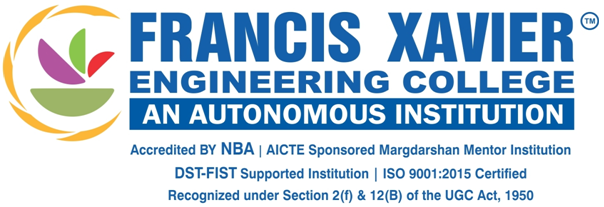 FRANCIS XAVIER TM
ENGINEERING COLLEGE
AN AUTONOMOUS INSTITUTION
Accredited BY NBA | AICTE Sponsored Margdarshan Mentor Institution
DST-FIST Supported Institution | ISO 9001:2015 Certified
Recognized under Section 2(f) & 12(B) of the UGC Act, 1950